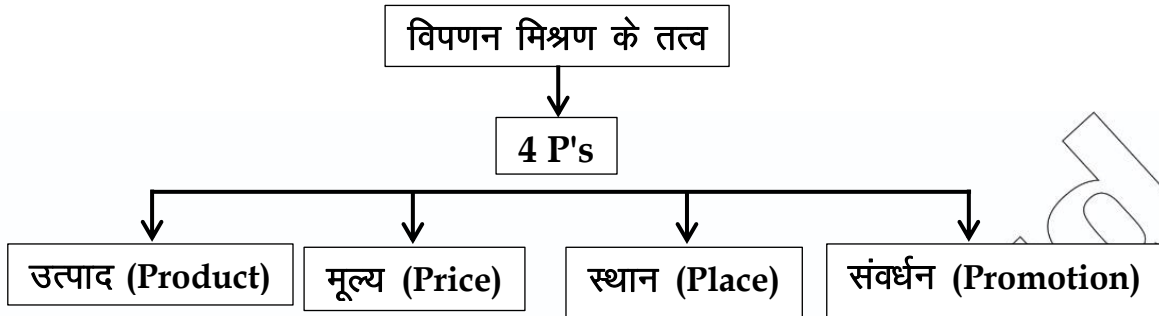 विपणन मिश्रण के तत्व
4 P's
उत्पाद (Product) मूल्य (Price) स्थान (Place) संवर्धन (Promotion)